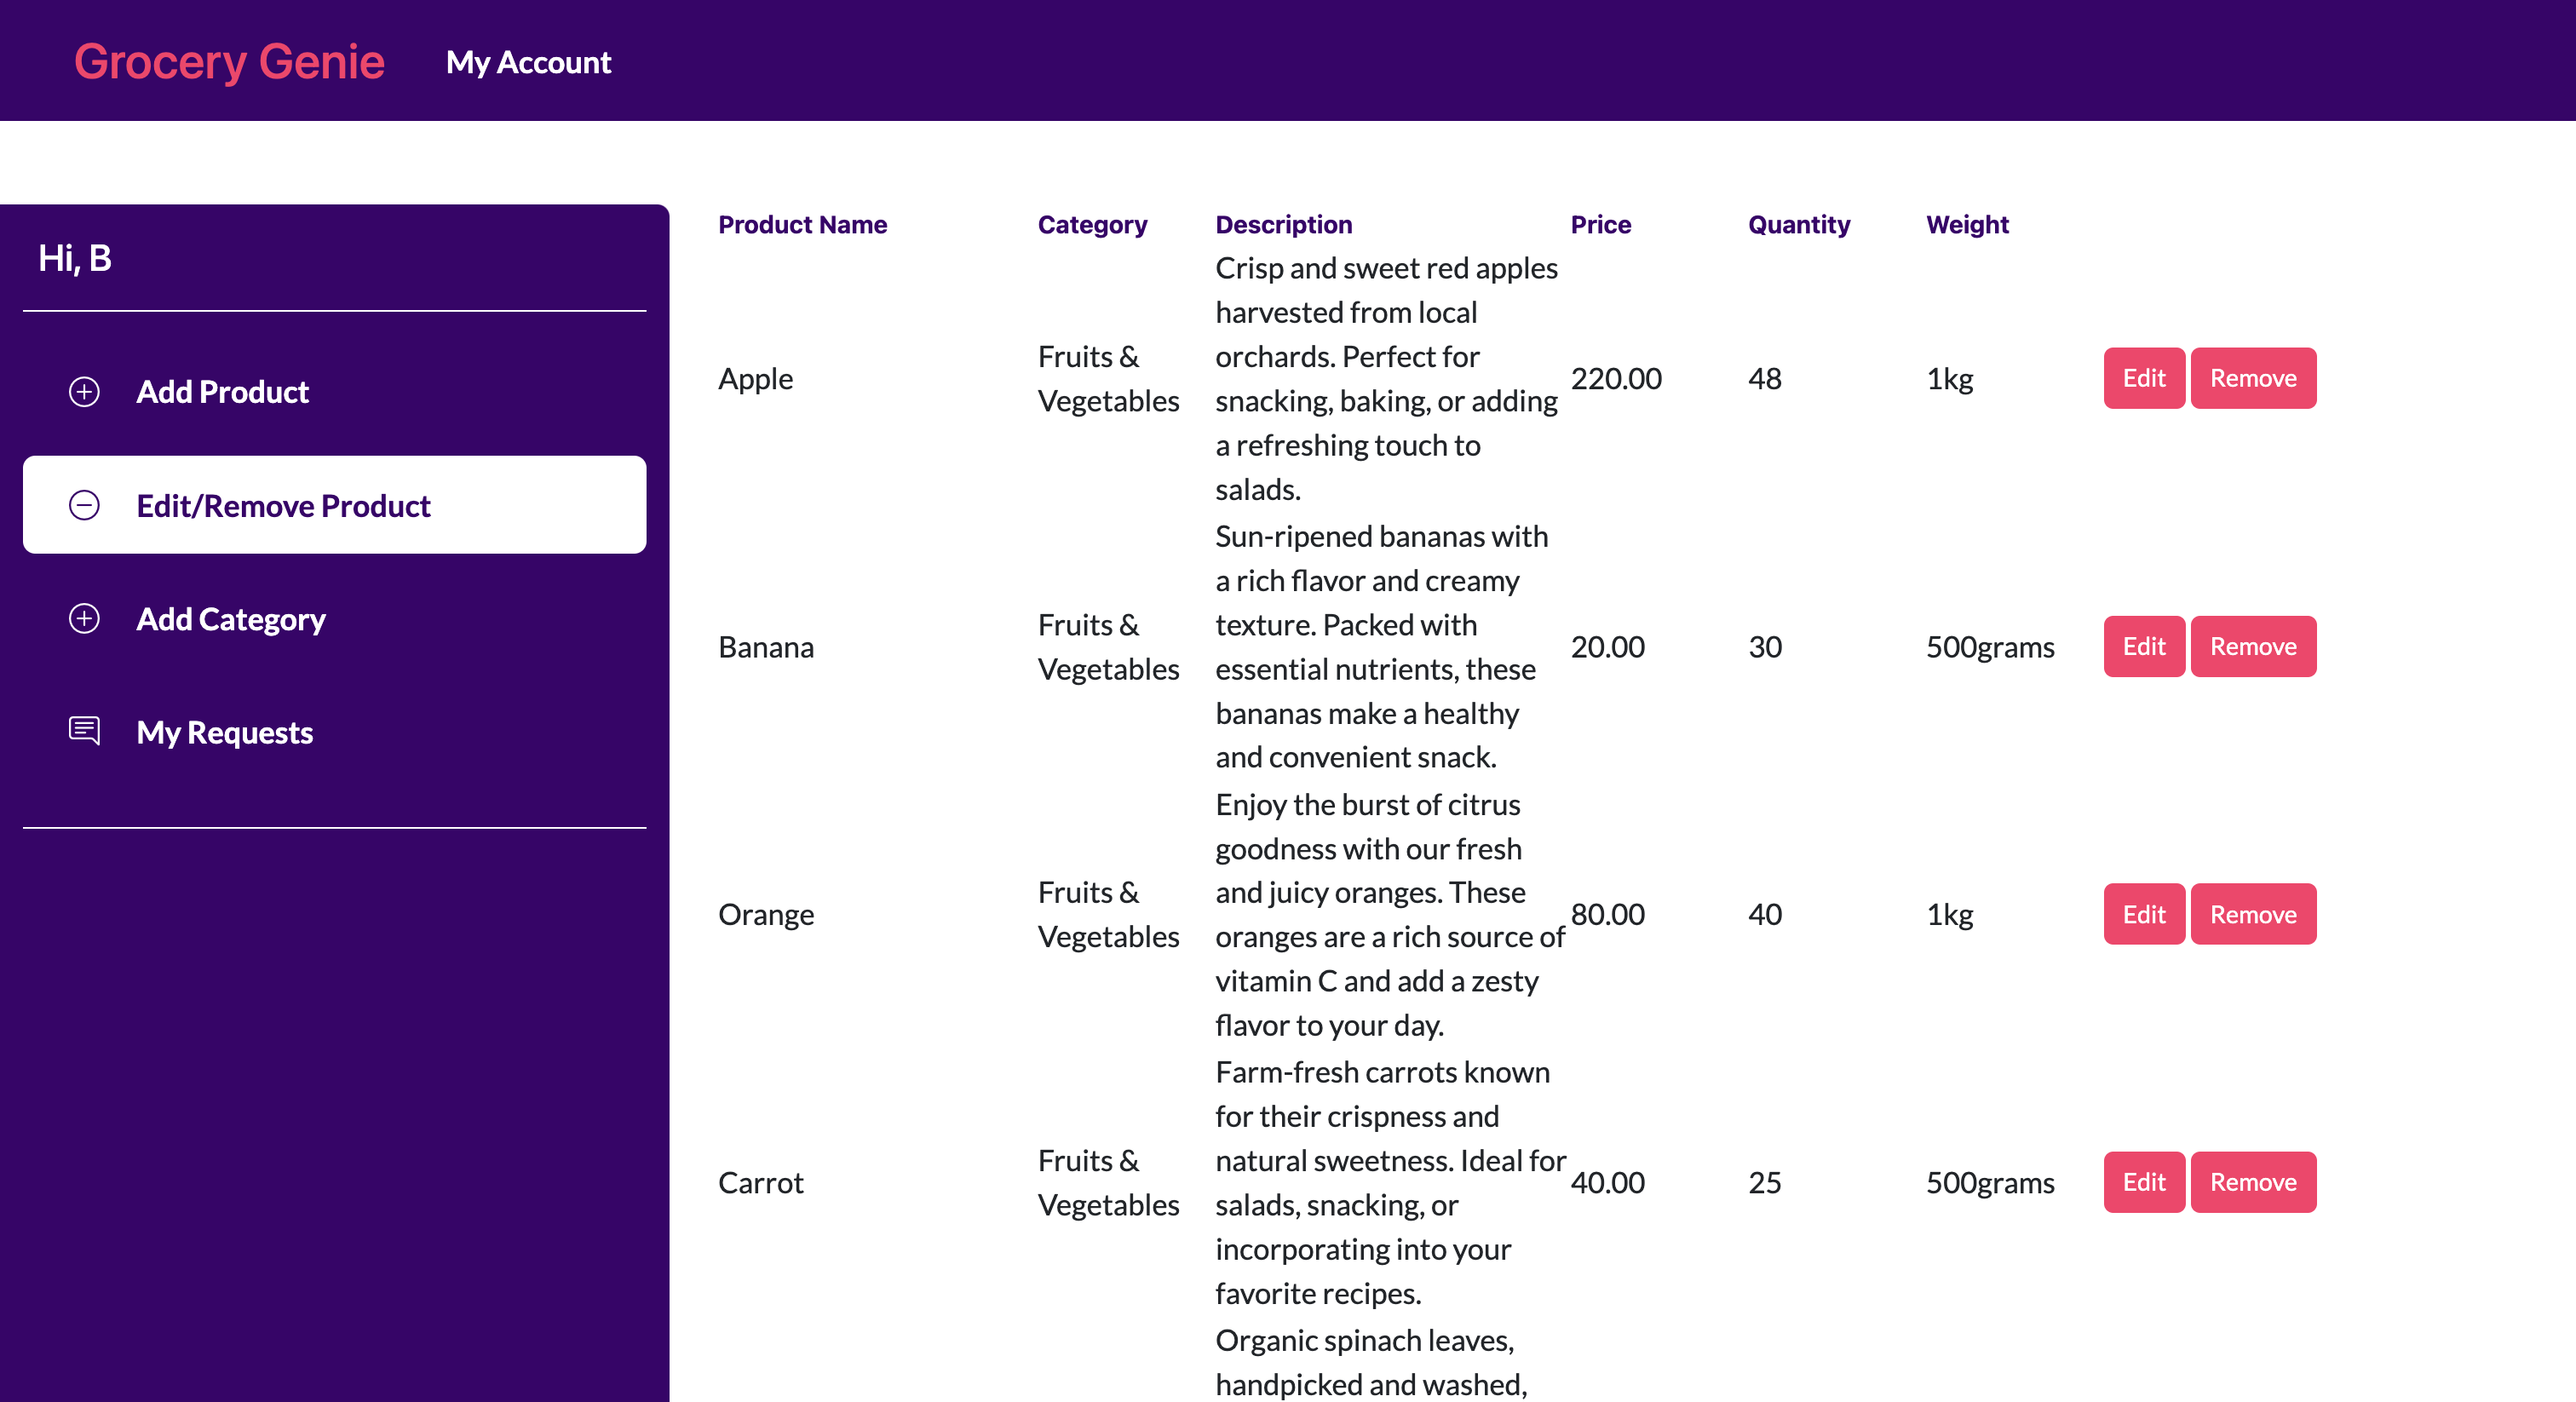 Grocery Genie
My Account
Hi, B
Add Product
Edit/Remove Product
Add Category
My Requests
Product Name Category Description Price Quantity Weight
Apple
Fruits &
Vegetables
Crisp and sweet red apples
harvested from local
orchards. Perfect for
snacking, baking, or adding
a refreshing touch to
salads.
220.00
48
1kg
Edit
Remove
Banana
Fruits &
Vegetables
Sun-ripened bananas with
a rich flavor and creamy
texture. Packed with
essential nutrients, these
bananas make a healthy
and convenient snack.
20.00
30
500grams
Edit
Remove
Orange
Fruits &
Vegetables
Enjoy the burst of citrus
goodness with our fresh
and juicy oranges. These
oranges are a rich source of
vitamin C and add a zesty
flavor to your day.
80.00
40
1kg
Edit
Remove
Carrot
Fruits &
Vegetables
Farm-fresh carrots known
for their crispness and
natural sweetness. Ideal for
salads, snacking, or
incorporating into your
favorite recipes.
40.00
25
500grams
Edit
Remove
Organic spinach leaves,
handpicked and washed,